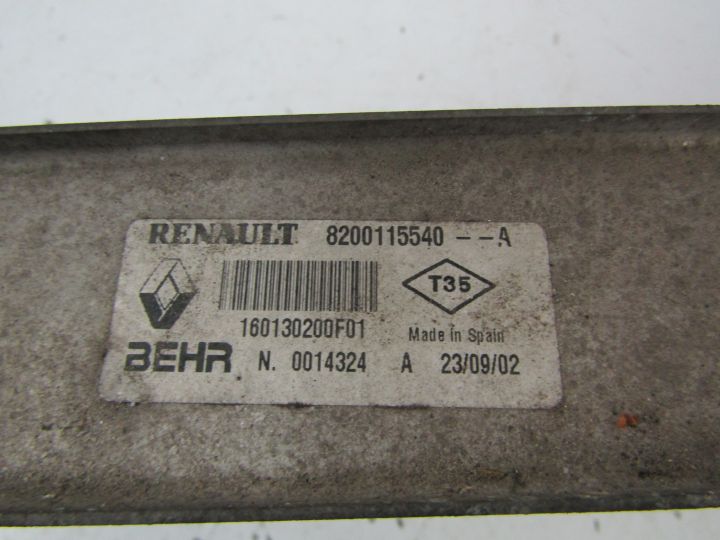 RENAULT 8200115540 --A
T35
160130200F01
Made in Spain
BEHR N. 0014324 A 23/09/02